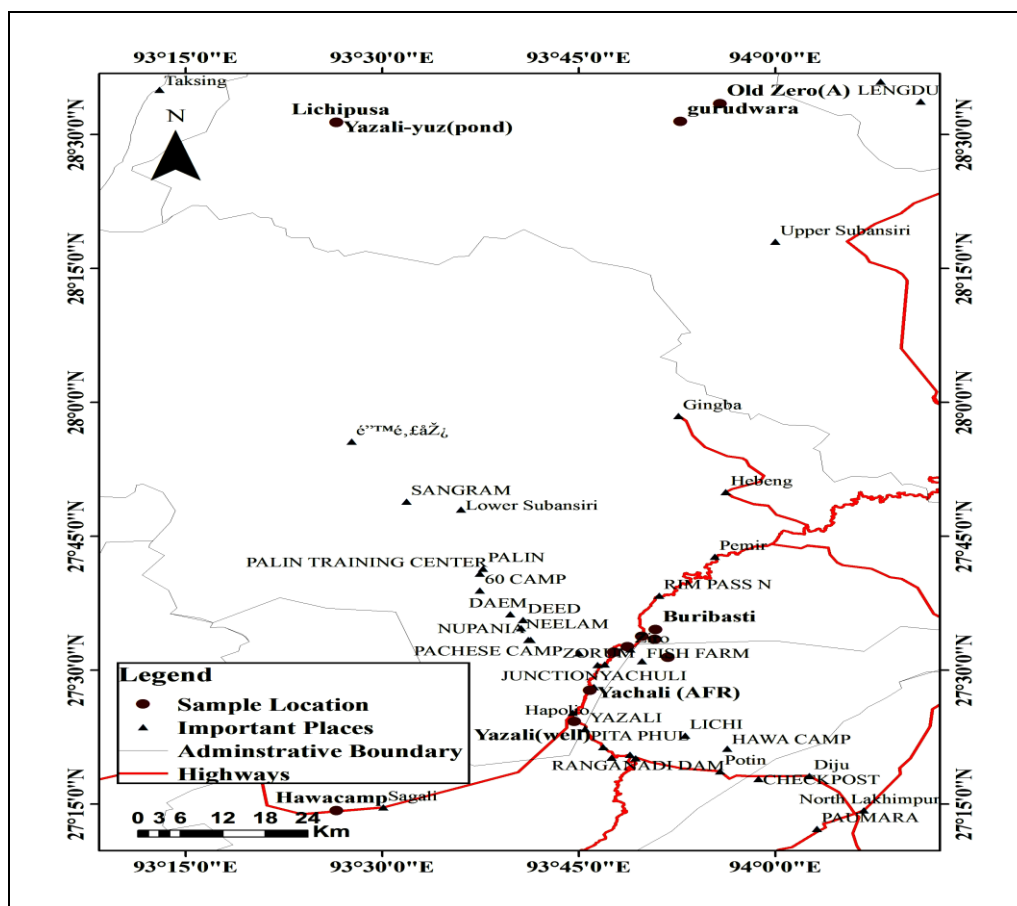 93°15'0"E 93°30'0"E 93°45'0"E 94°0'0"E
Taksing
Old Zero(A) LENGDU
Lichipusa
gurudwara
N
Yazali-yuz(pond)
28°30'0"N 28°30'0"N
Upper Subansiri
28°15'0"N 28°15'0"N
28°0'0"N 28°0'0"N
Gingba
é”™é‚£åŽ¿
Hebeng
SANGRAM
Lower Subansiri
27°45'0"N 27°45'0"N
Pemir
PALIN TRAINING CENTER PALIN
60 CAMP
RIM PASS N
DAEM DEED
Buribasti
NUPANIA NEELAM
PACHESE CAMP ZORUM FISH FARM
27°30'0"N 27°30'0"N
JUNCTION YACHULI
Yachali (AFR)
Hapolio
YAZALI LICHI
Yazali(well) PITA PHUL
HAWA CAMP
RANGANADI DAM Potin Diju
CHECKPOST
Hawacamp Sagali
North Lakhimpur
27°15'0"N 27°15'0"N
PAUMARA
Legend
Sample Location
Important Places
Adminstrative Boundary
Highways
0 3 6 12 18 24
Km
93°15'0"E 93°30'0"E 93°45'0"E 94°0'0"E